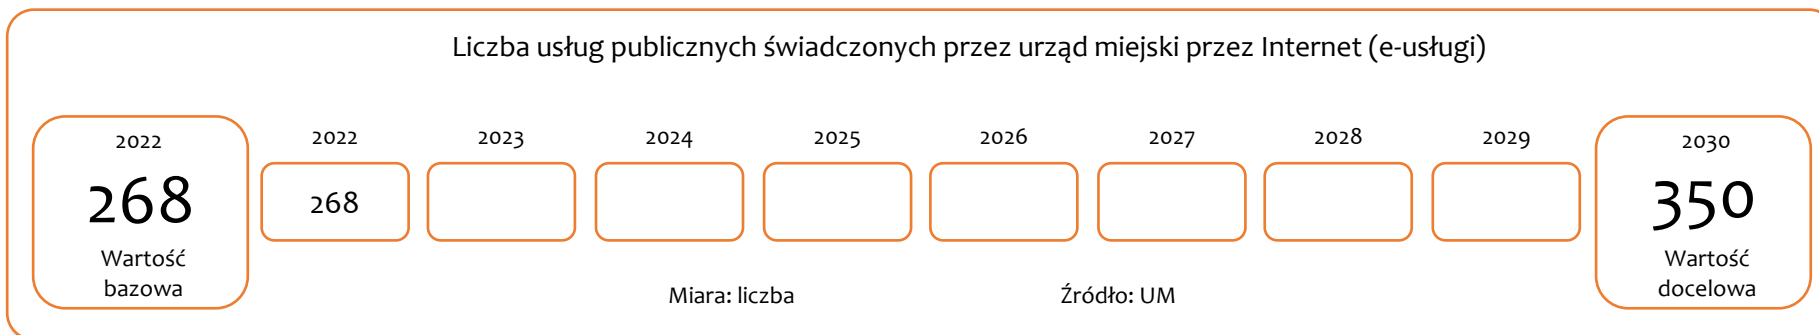 Liczba usług publicznych świadczonych przez urząd miejski przez Internet (e-usługi)
2022
268
Wartość
bazowa
2022
268
2023
2024
2025
2026
2027
2028
2029
2030
350
Wartość
docelowa
Miara: liczba
Źródło: UM